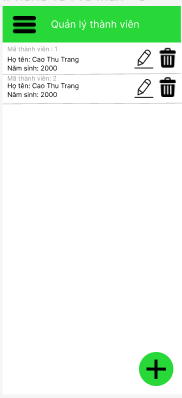 Quản lý thành viên
Mã thành viên : 1
Họ tên: Cao Thu Trang
Năm sinh: 2000
Mã thành viên: 2
Họ tên: Cao Thu Trang
Năm sinh: 2000